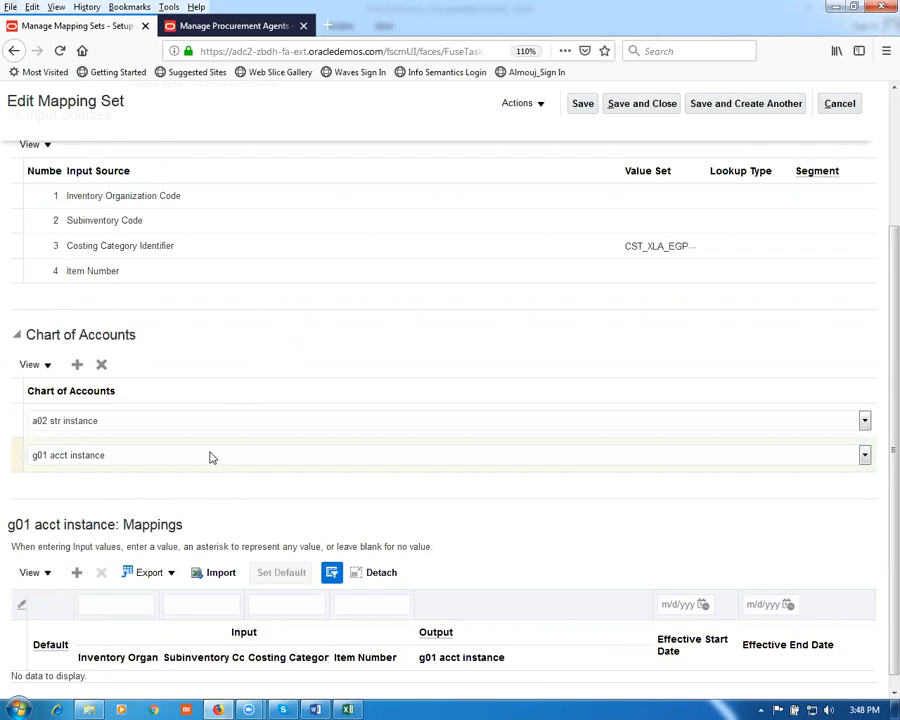 File Edit View History Bookmarks Tools Help
Manage Mapping Sets - Setup
Manage Procurement Agents
https://adc2-zbdh-fa-ext.oracledemos.com/fscmUI/faces/FuseTask
110%
Search
Most Visited Getting Started Suggested Sites Web Slice Gallery Waves Sign In Info Semantics Login Almouj_Sign In
Edit Mapping Set
Actions Save Save and Close Save and Create Another Cancel
Input Sources
View
Numbe Input Source Value Set Lookup Type Segment
1 Inventory Organization Code
2 Subinventory Code
3 Costing Category Identifier CST_XLA_EGP···
4 Item Number
Chart of Accounts
View
Chart of Accounts
a02 str instance
g01 acct instance
g01 acct instance: Mappings
When entering Input values, enter a value, an asterisk to represent any value, or leave blank for no value.
View Export Import Set Default Detach
m/d/yyy m/d/yyy
Default Input Output Effective Start Date Effective End Date
Inventory Organ Subinventory Cc Costing Categor Item Number g01 acct instance
No data to display.
3:48 PM